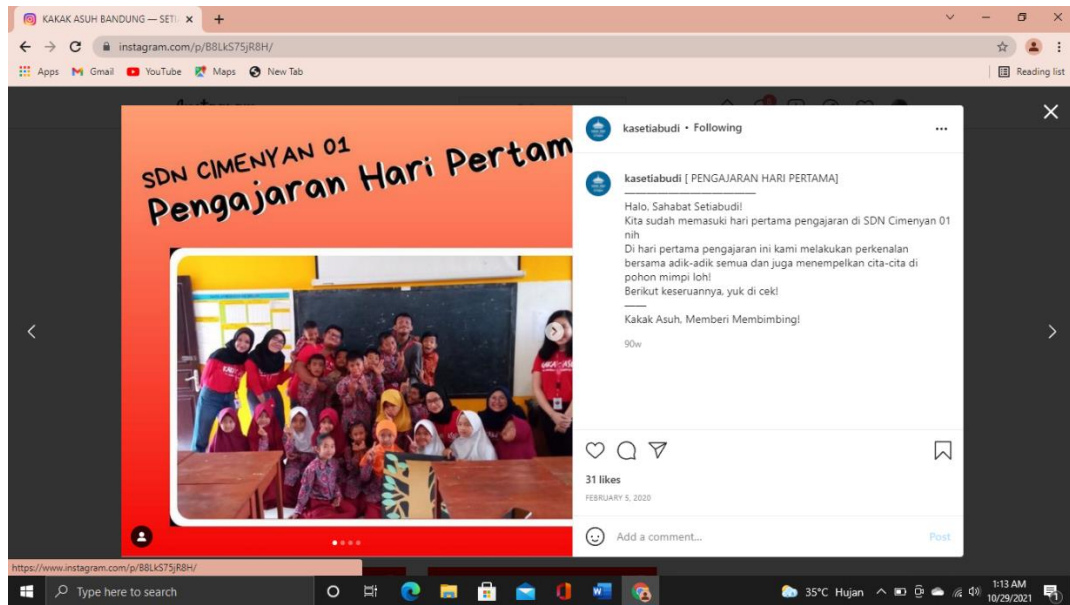 KAKAK ASUH BANDUNG — SETI
instagram.com/p/B8LkS75jR8H/
Apps Gmail YouTube Maps New Tab Reading list
SDN CIMENYAN 01
Pengajaran Hari Pertam
kasetiabudi • Following
kasetiabudi [ PENGAJARAN HARI PERTAMA]
Halo, Sahabat Setiabudi!
Kita sudah memasuki hari pertama pengajaran di SDN Cimenyan 01
nih
Di hari pertama pengajaran ini kami melakukan perkenalan
bersama adik-adik semua dan juga menempelkan cita-cita di
pohon mimpi loh!
Berikut keseruannya, yuk di cek!
Kakak Asuh, Memberi Membimbing!
90w
31 likes
FEBRUARY 5, 2020
Add a comment... Post
https://www.instagram.com/p/B8LkS75jR8H/
Type here to search
35°C Hujan
1:13 AM
10/29/2021